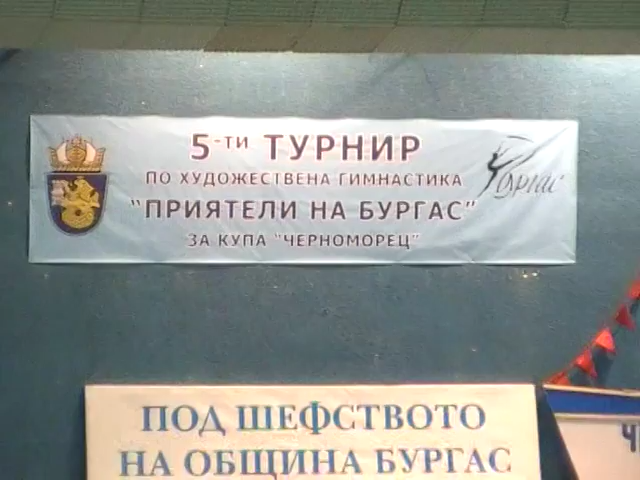 5-ти ТУРНИР
ПО ХУДОЖЕСТВЕНА ГИМНАСТИКА
"ПРИЯТЕЛИ НА БУРГАС"
ЗА КУПА "ЧЕРНОМОРЕЦ"
Бургас
ПОД ШЕФСТВОТО
НА ОБЩИНА БУРГАС